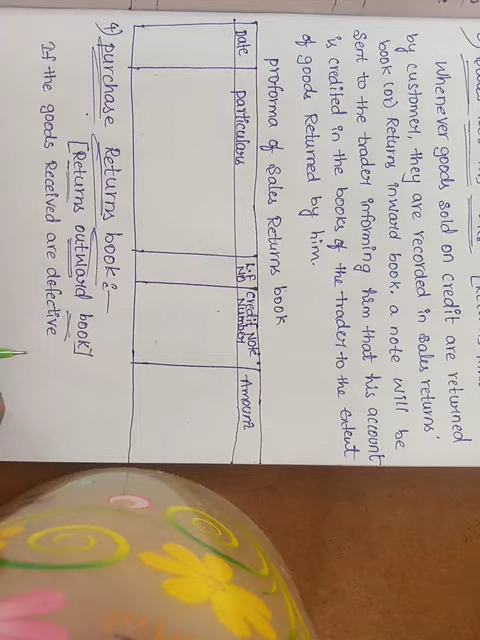 Whenever goods sold on credit are returned
by customer, they are recorded in sales returns.
book (or) Returns inward book. a note will be
sent to the trader informing him that his account
is credited in the books of the trader to the extent
of goods Returned by him.
proforma of Sales Returns book
Date particulars L.F No Credit Note Number Amount
4) purchase Returns book:-
[Returns outward book]
If the goods Received are defective